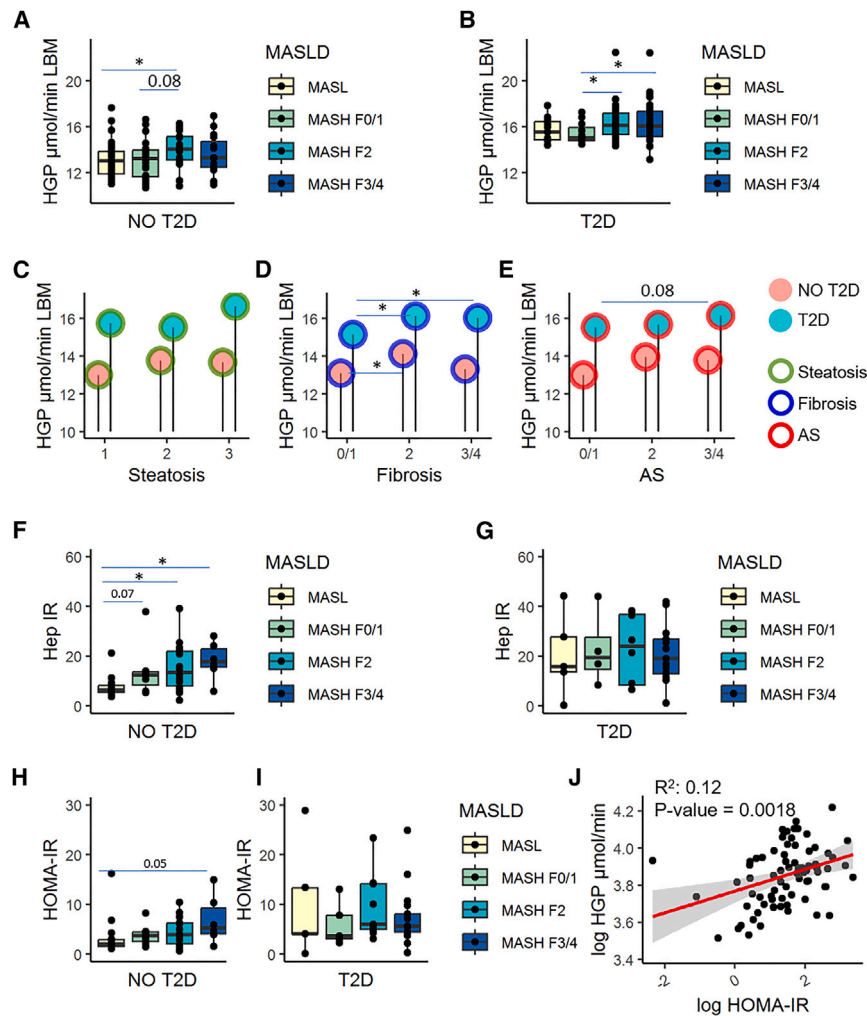 A
HGP μmol/min LBM
20
16
12
*
0.08
NO T2D
MASLD
MASL
MASH F0/1
MASH F2
MASH F3/4
B
HGP μmol/min LBM
20
16
12
*
*
T2D
MASLD
MASL
MASH F0/1
MASH F2
MASH F3/4
C
HGP μmol/min LBM
16
14
12
10
1 2 3
Steatosis
D
HGP μmol/min LBM
16
14
12
10
*
*
*
0/1 2 3/4
Fibrosis
E
HGP μmol/min LBM
16
14
12
10
0.08
0/1 2 3/4
AS
NO T2D
T2D
Steatosis
Fibrosis
AS
F
Hep IR
60
40
20
0
*
*
0.07
NO T2D
MASLD
MASL
MASH F0/1
MASH F2
MASH F3/4
G
Hep IR
60
40
20
0
T2D
MASLD
MASL
MASH F0/1
MASH F2
MASH F3/4
H
HOMA-IR
30
20
10
0
0.05
NO T2D
I
HOMA-IR
30
20
10
0
T2D
MASLD
MASL
MASH F0/1
MASH F2
MASH F3/4
J
R²: 0.12
P-value = 0.0018
log HGP μmol/min
4.2
4.0
3.8
3.6
3.4
-2 0 2
log HOMA-IR